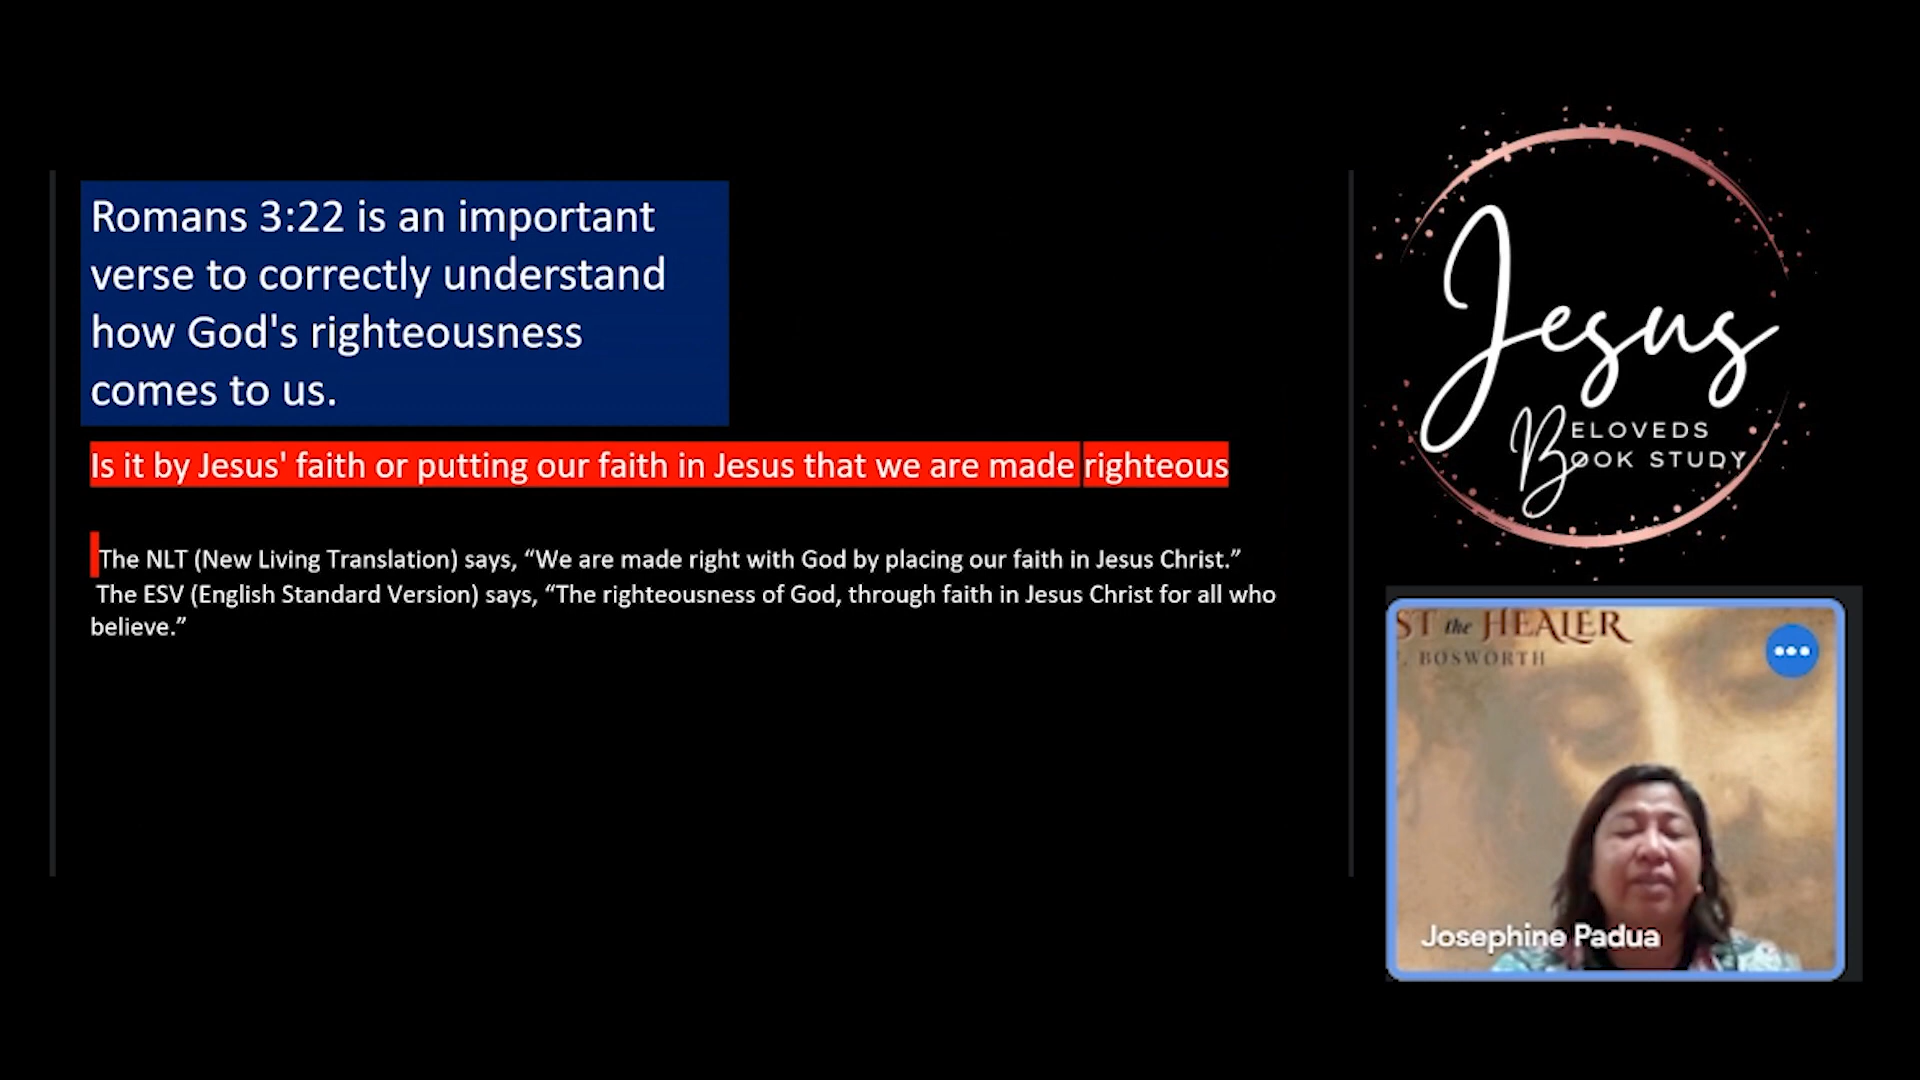 Romans 3:22 is an important
verse to correctly understand
how God's righteousness
comes to us.
Is it by Jesus' faith or putting our faith in Jesus that we are made righteous
The NLT (New Living Translation) says, “We are made right with God by placing our faith in Jesus Christ.”
The ESV (English Standard Version) says, “The righteousness of God, through faith in Jesus Christ for all who
believe.”
Jesus
BELOVEDS
BOOK STUDY
ST the HEALER
. BOSWORTH
Josephine Padua